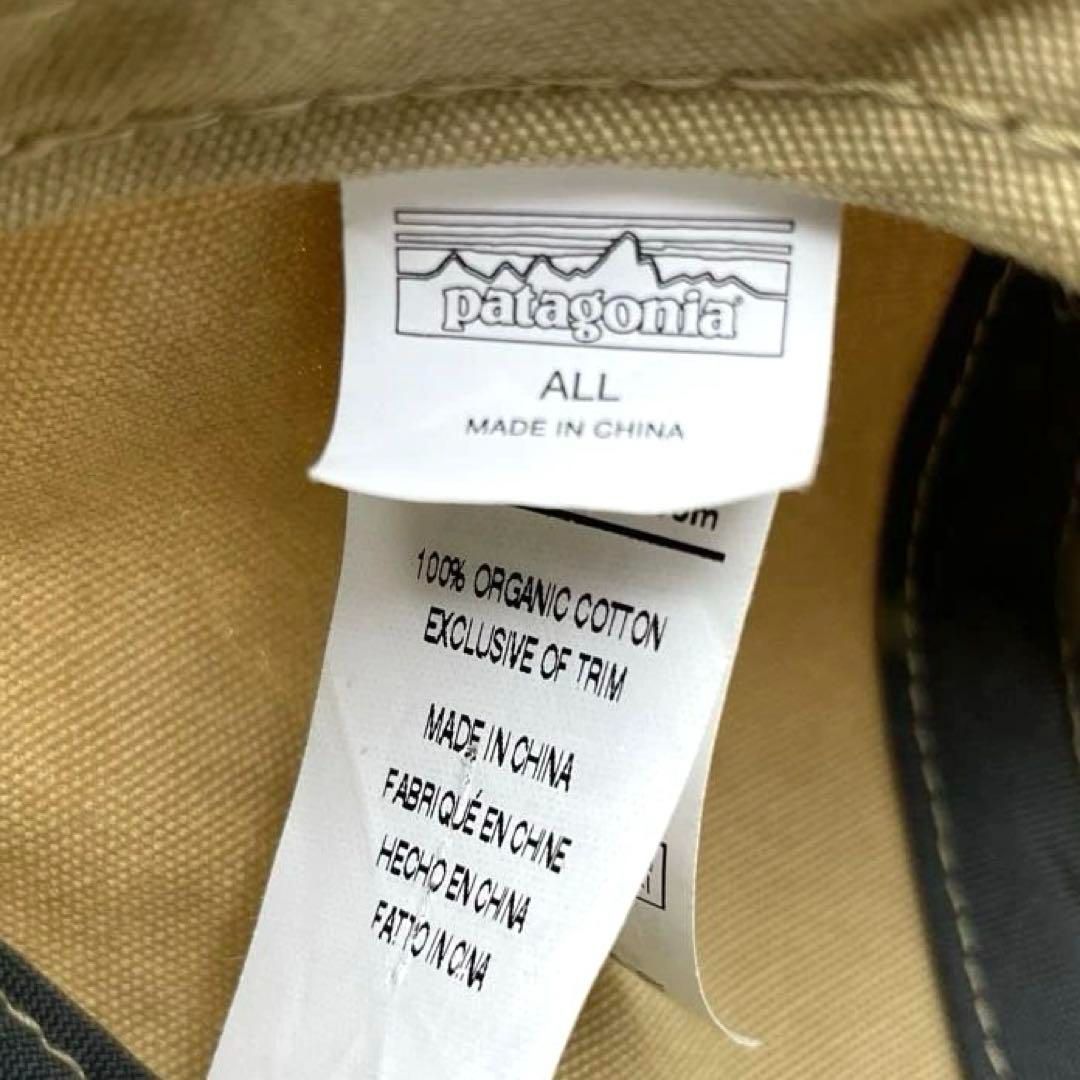 patagonia®
ALL
MADE IN CHINA
100% ORGANIC COTTON
EXCLUSIVE OF TRIM
MADE IN CHINA
FABRIQUÉ EN CHINE
HECHO EN CHINA
FATTO IN CINA